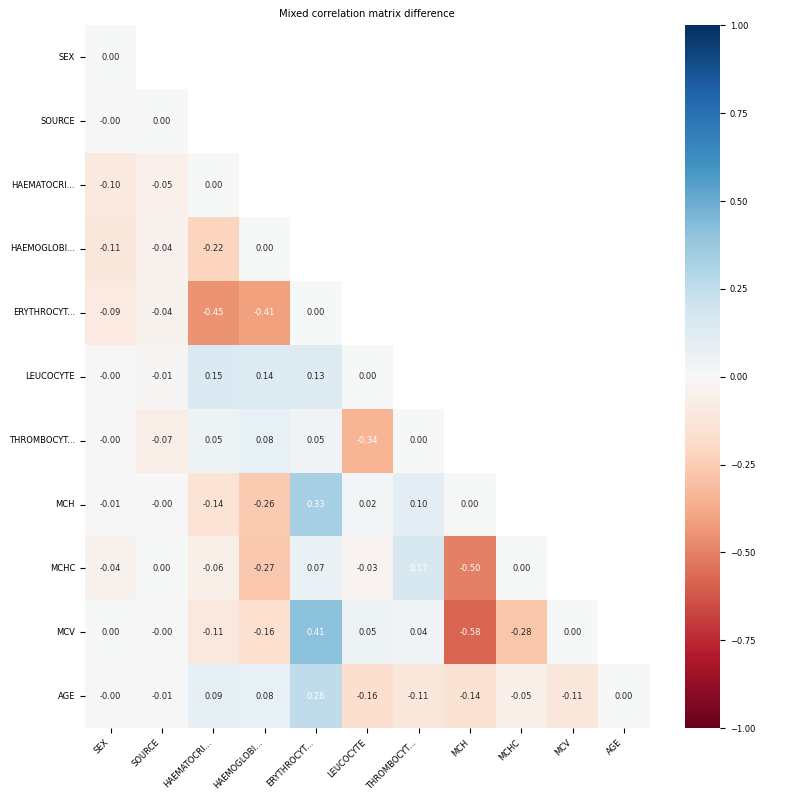 Mixed correlation matrix difference
SEX 0.00
SOURCE -0.00 0.00
HAEMATOCRI... -0.10 -0.05 0.00
HAEMOGLOBI... -0.11 -0.04 -0.22 0.00
ERYTHROCYT... -0.09 -0.04 -0.45 -0.41 0.00
LEUCOCYTE -0.00 -0.01 0.15 0.14 0.13 0.00
THROMBOCYT... -0.00 -0.07 0.05 0.08 0.05 -0.34 0.00
MCH -0.01 -0.00 -0.14 -0.26 0.33 0.02 0.10 0.00
MCHC -0.04 0.00 -0.06 -0.27 0.07 -0.03 0.17 -0.50 0.00
MCV 0.00 -0.00 -0.11 -0.16 0.41 0.05 0.04 -0.58 -0.28 0.00
AGE -0.00 -0.01 0.09 0.08 0.26 -0.16 -0.11 -0.14 -0.05 -0.11 0.00
SEX SOURCE HAEMATOCRI... HAEMOGLOBI... ERYTHROCYT... LEUCOCYTE THROMBOCYT... MCH MCHC MCV AGE
1.00
0.75
0.50
0.25
0.00
−0.25
−0.50
−0.75
−1.00